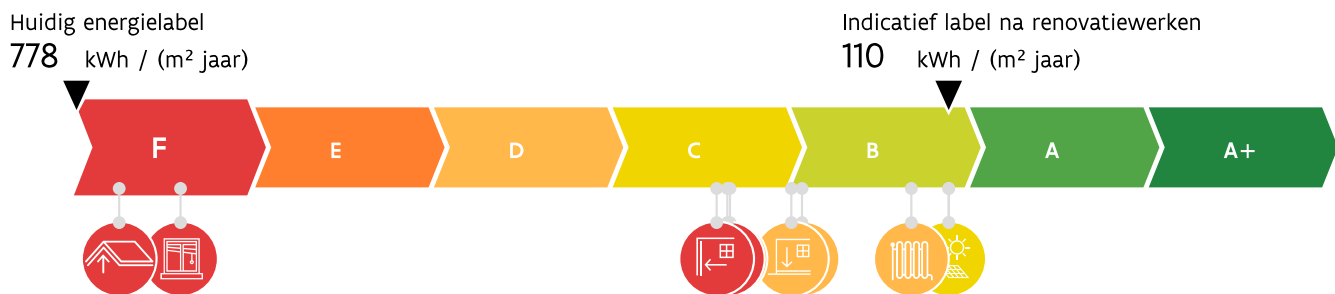 Huidig energielabel
778 kWh / (m² jaar)
Indicatief label na renovatiewerken
110 kWh / (m² jaar)
F E D C B A A+